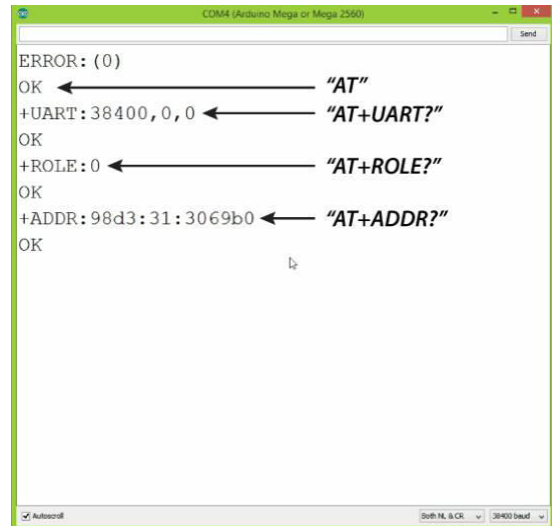 COM4 (Arduino Mega or Mega 2560)
Send
ERROR:(0)
OK "AT"
+UART:38400,0,0 "AT+UART?"
OK
+ROLE:0 "AT+ROLE?"
OK
+ADDR:98d3:31:3069b0 "AT+ADDR?"
OK
Autoscroll Both NL & CR 38400 baud